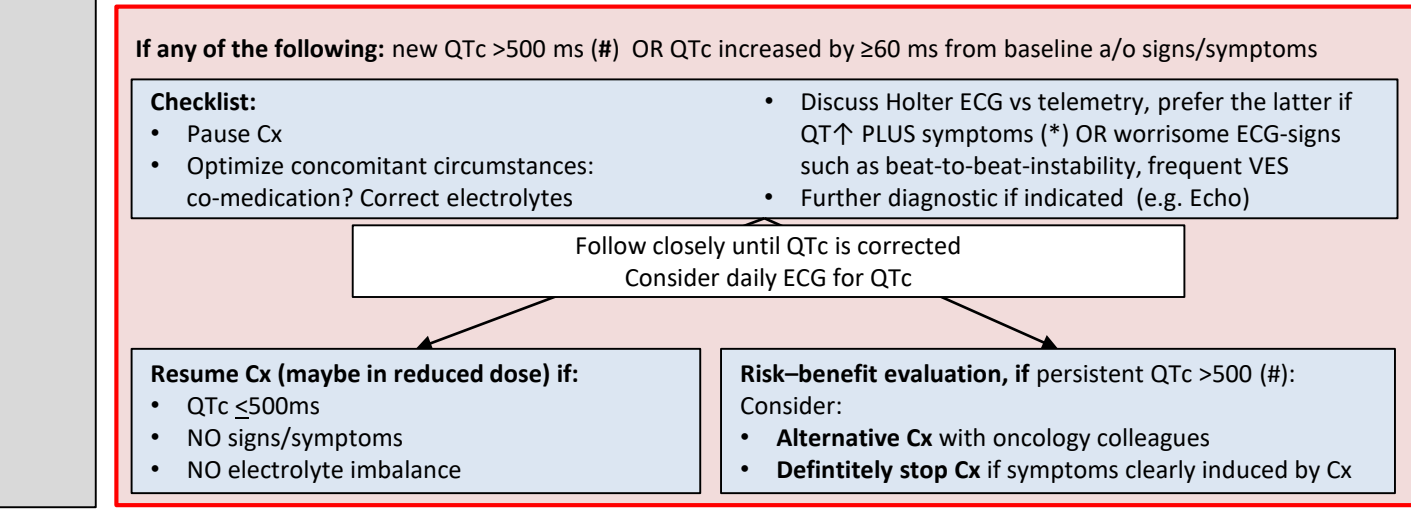 If any of the following: new QTc >500 ms (#) OR QTc increased by ≥60 ms from baseline a/o signs/symptoms
Checklist:
• Pause Cx
• Optimize concomitant circumstances:
co-medication? Correct electrolytes
• Discuss Holter ECG vs telemetry, prefer the latter if
QT↑ PLUS symptoms (*) OR worrisome ECG-signs
such as beat-to-beat-instability, frequent VES
• Further diagnostic if indicated (e.g. Echo)
Follow closely until QTc is corrected
Consider daily ECG for QTc
Resume Cx (maybe in reduced dose) if:
• QTc <500ms
• NO signs/symptoms
• NO electrolyte imbalance
Risk–benefit evaluation, if persistent QTc >500 (#):
Consider:
• Alternative Cx with oncology colleagues
• Defintitely stop Cx if symptoms clearly induced by Cx